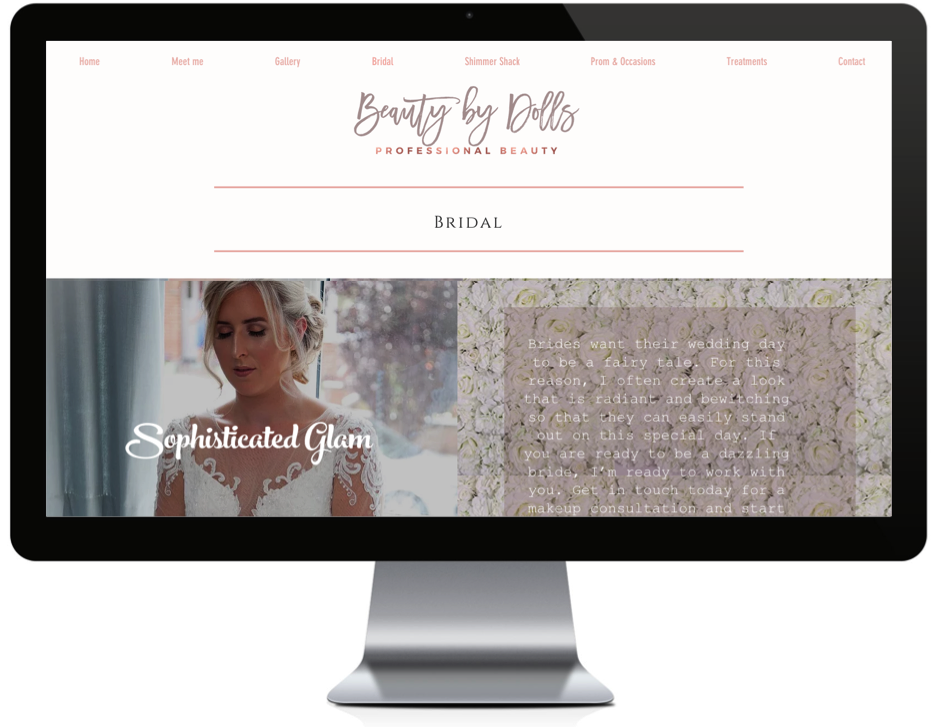 Home Meet me Gallery Bridal Shimmer Shack Prom & Occasions Treatments Contact
Beauty by Dolls
PROFESSIONAL BEAUTY
BRIDAL
Sophisticated Glam
Brides want their wedding day
to be a fairy tale. For this
reason, I often create a look
that is radiant and bewitching
so that they can easily stand
out on this special day. If
you are ready to be a dazzling
bride, I'm ready to work with
you. Get in touch today for a
makeup consultation and start